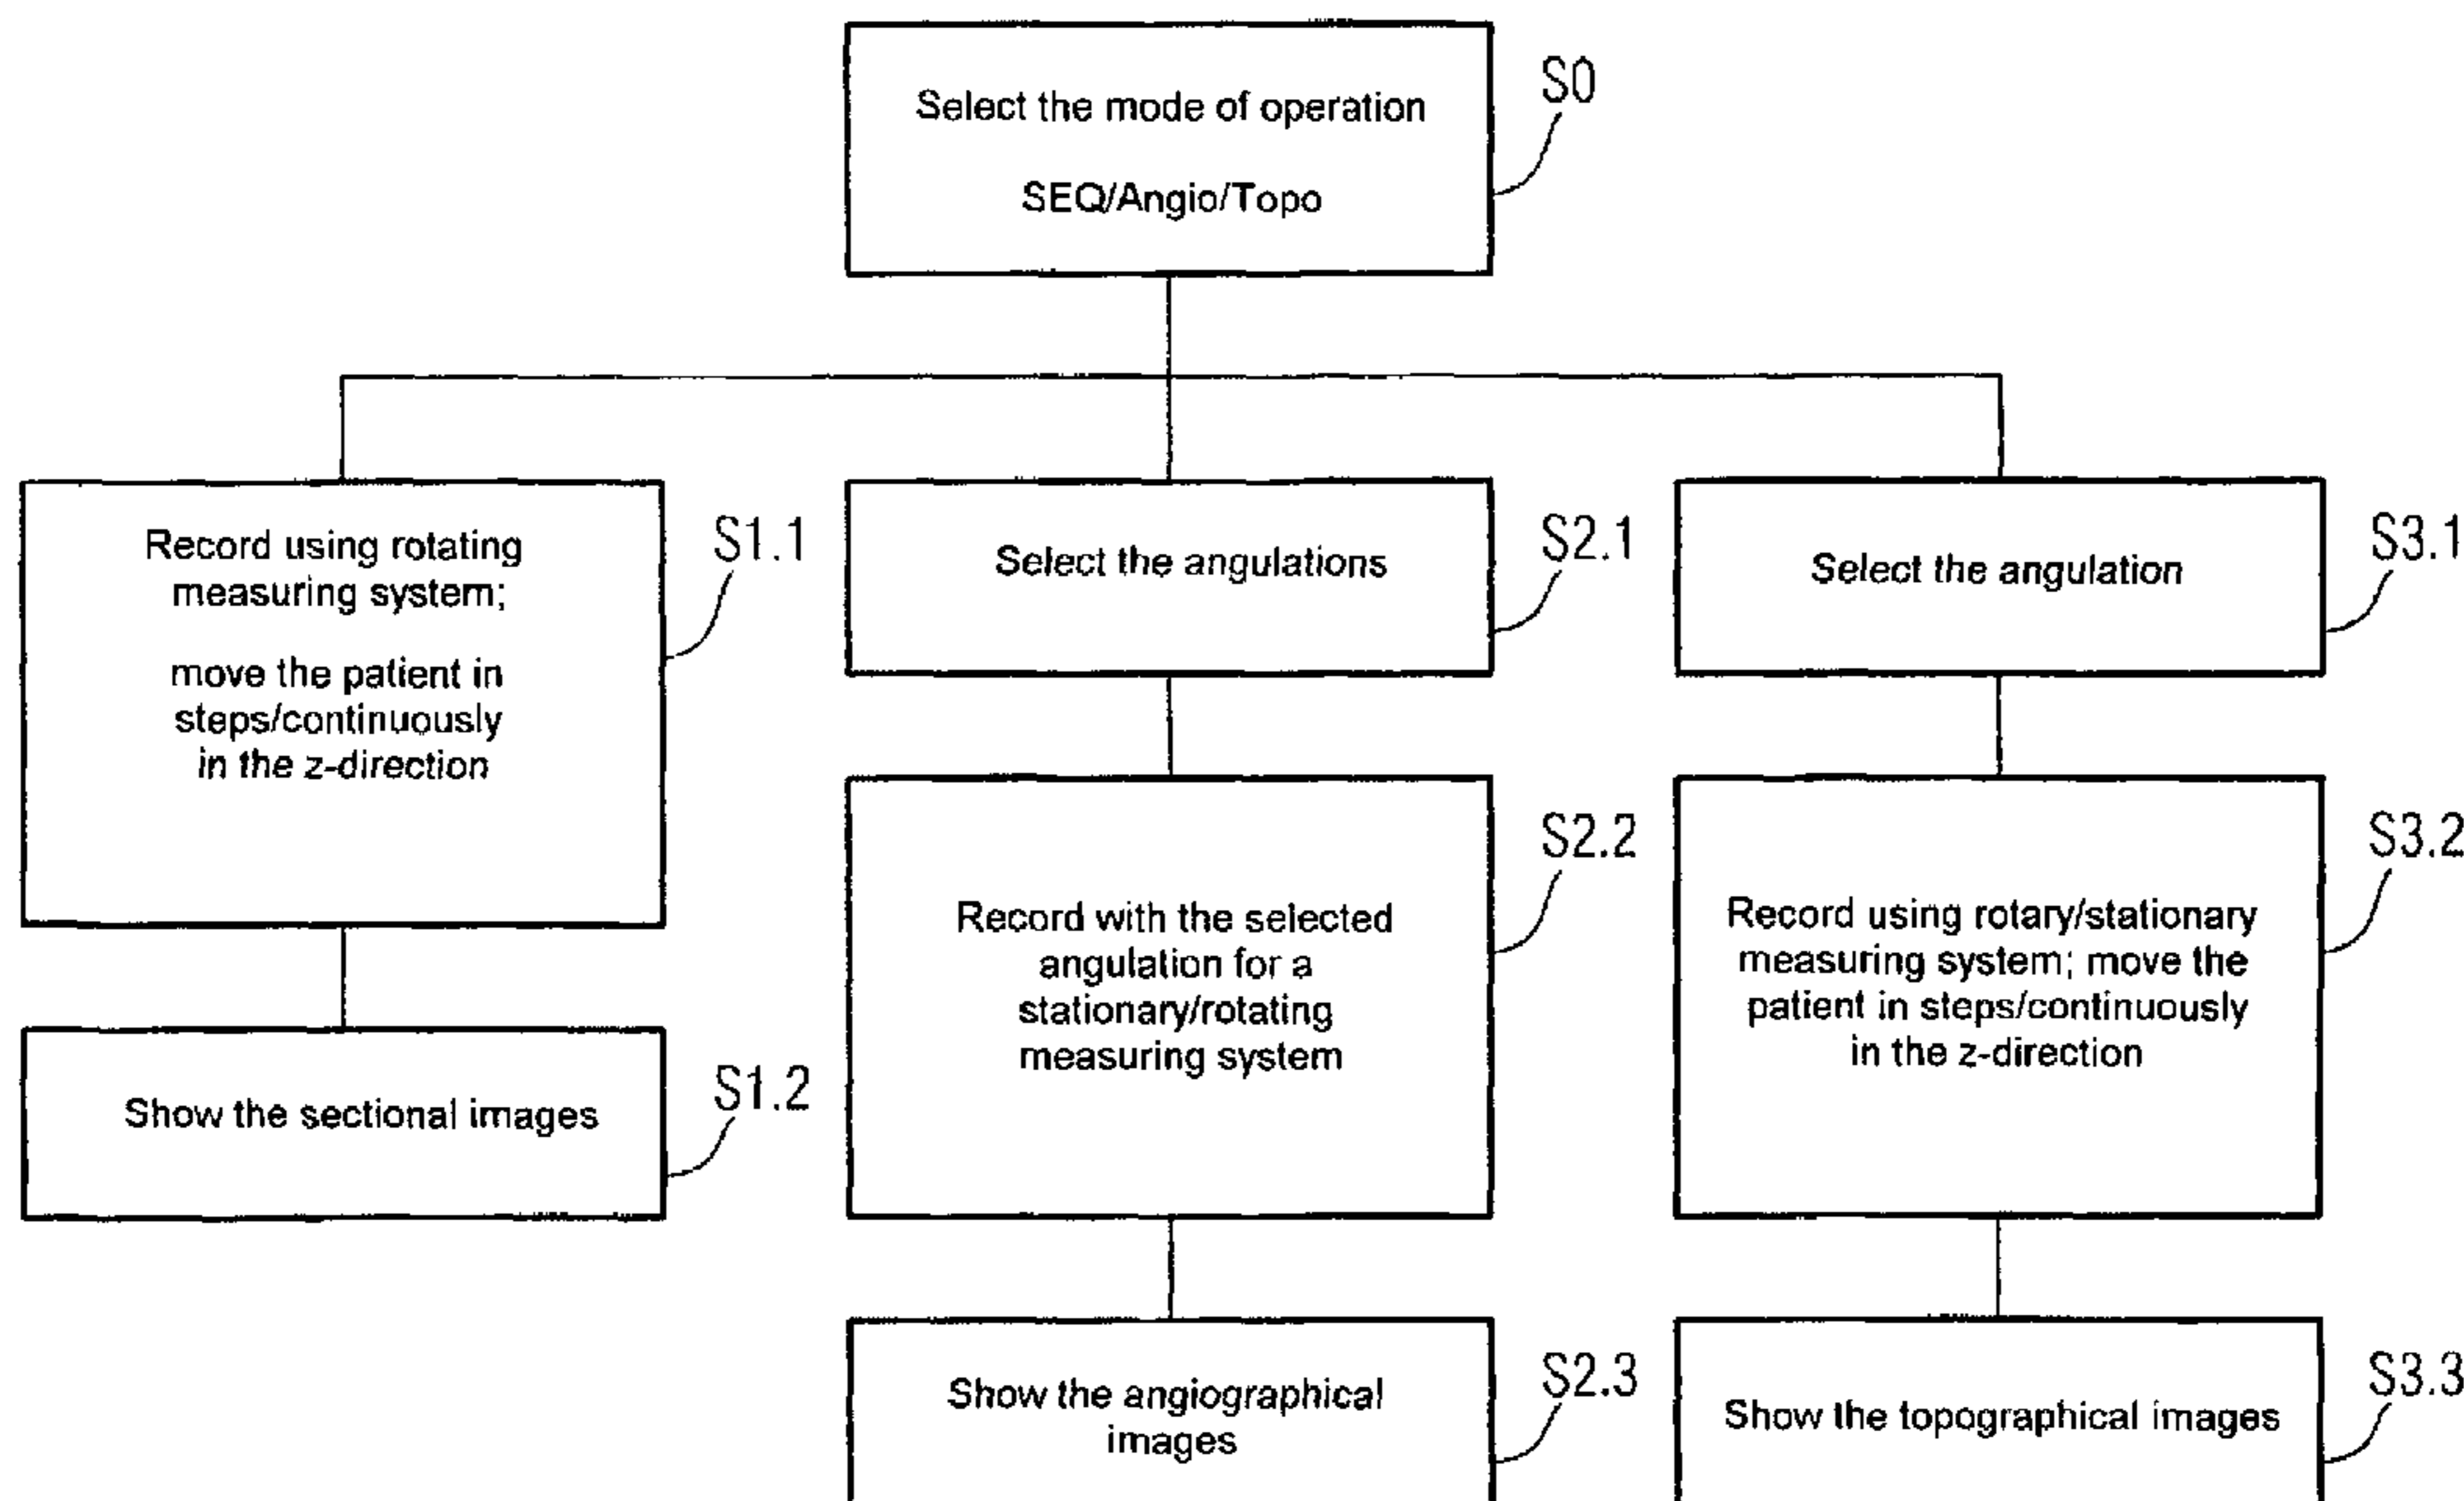 Select the mode of operation
SEQ/Angio/Topo
S0
Record using rotating
measuring system;
move the patient in
steps/continuously
in the z-direction
S1.1
Show the sectional images
S1.2
Select the angulations
S2.1
Record with the selected
angulation for a
stationary/rotating
measuring system
S2.2
Show the angiographical
images
S2.3
Select the angulation
S3.1
Record using rotary/stationary
measuring system; move the
patient in steps/continuously
in the z-direction
S3.2
Show the topographical images
S3.3